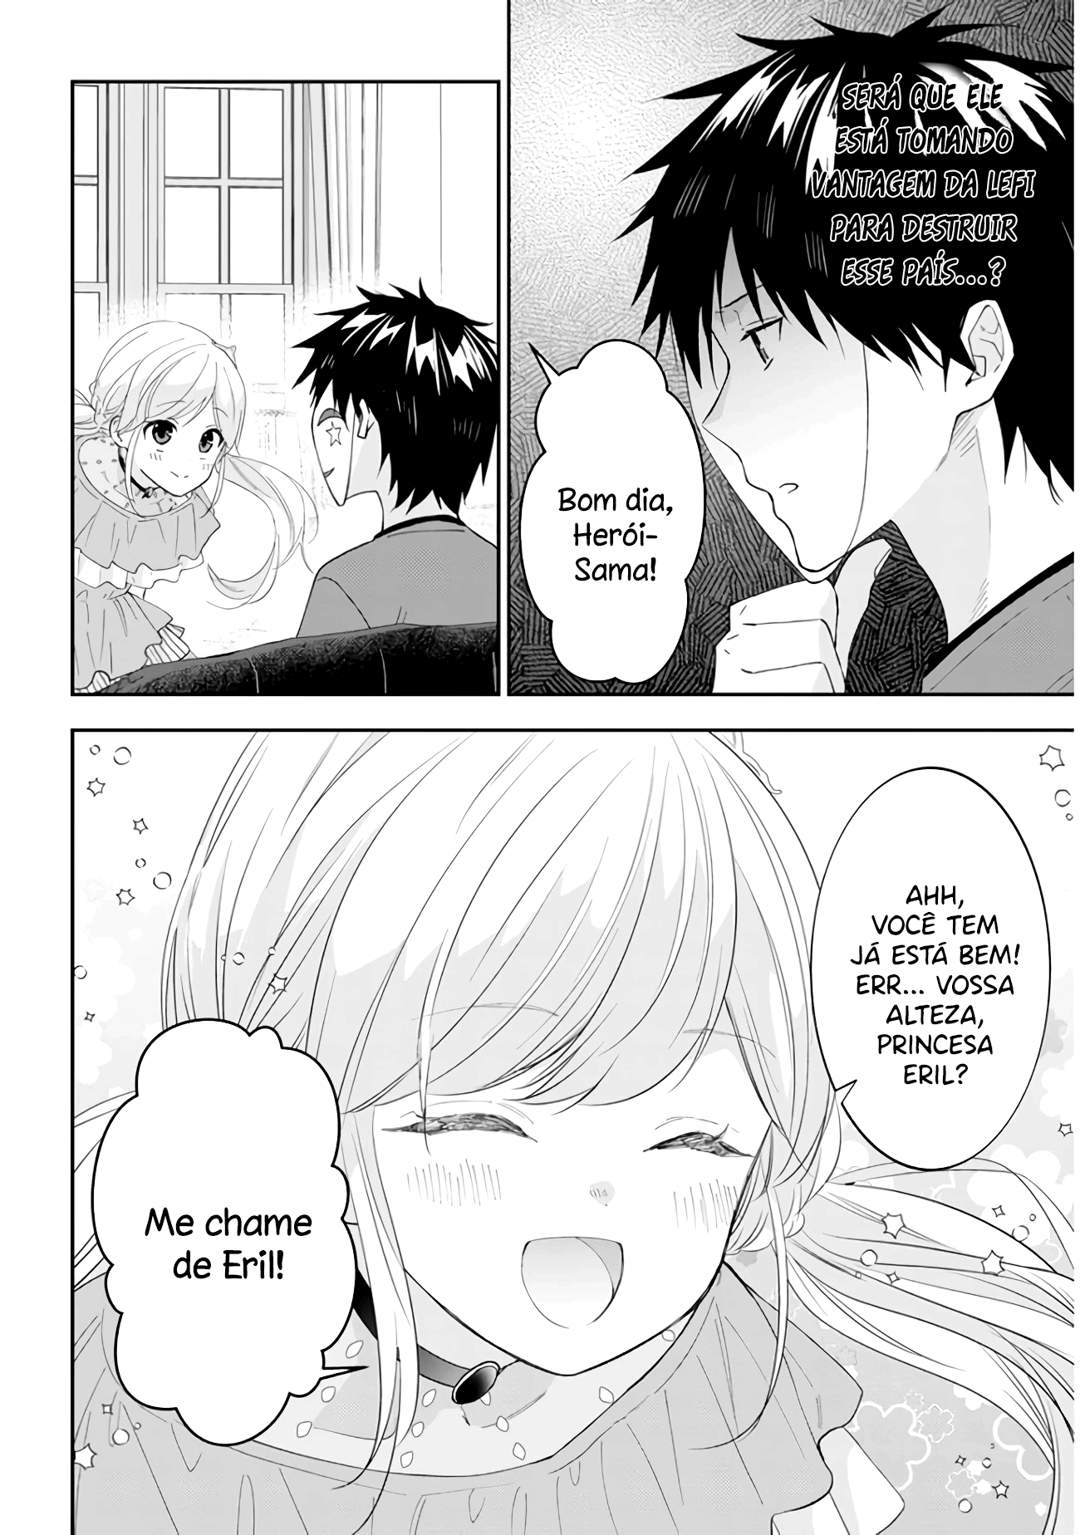 SERÁ QUE ELE
ESTÁ TOMANDO
VANTAGEM DA LEFI
PARA DESTRUIR
ESSE PAÍS...?
Bom dia,
Herói-
Sama!
AHH,
VOCÊ TEM
JÁ ESTÁ BEM!
ERR... VOSSA
ALTEZA,
PRINCESA
ERIL?
Me chame
de Eril!